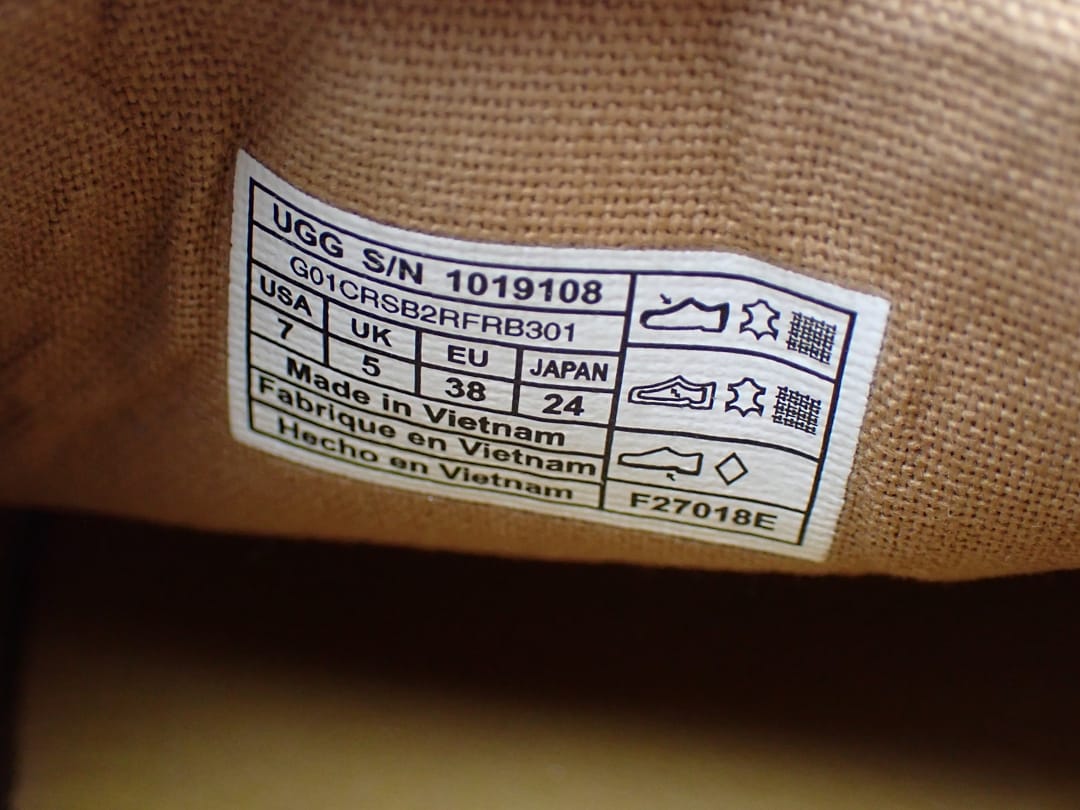 UGG S/N 1019108
G01CRSB2RFRB301
USA UK EU JAPAN
7 5 38 24
Made in Vietnam
Fabrique en Vietnam
Hecho en Vietnam
F27018E